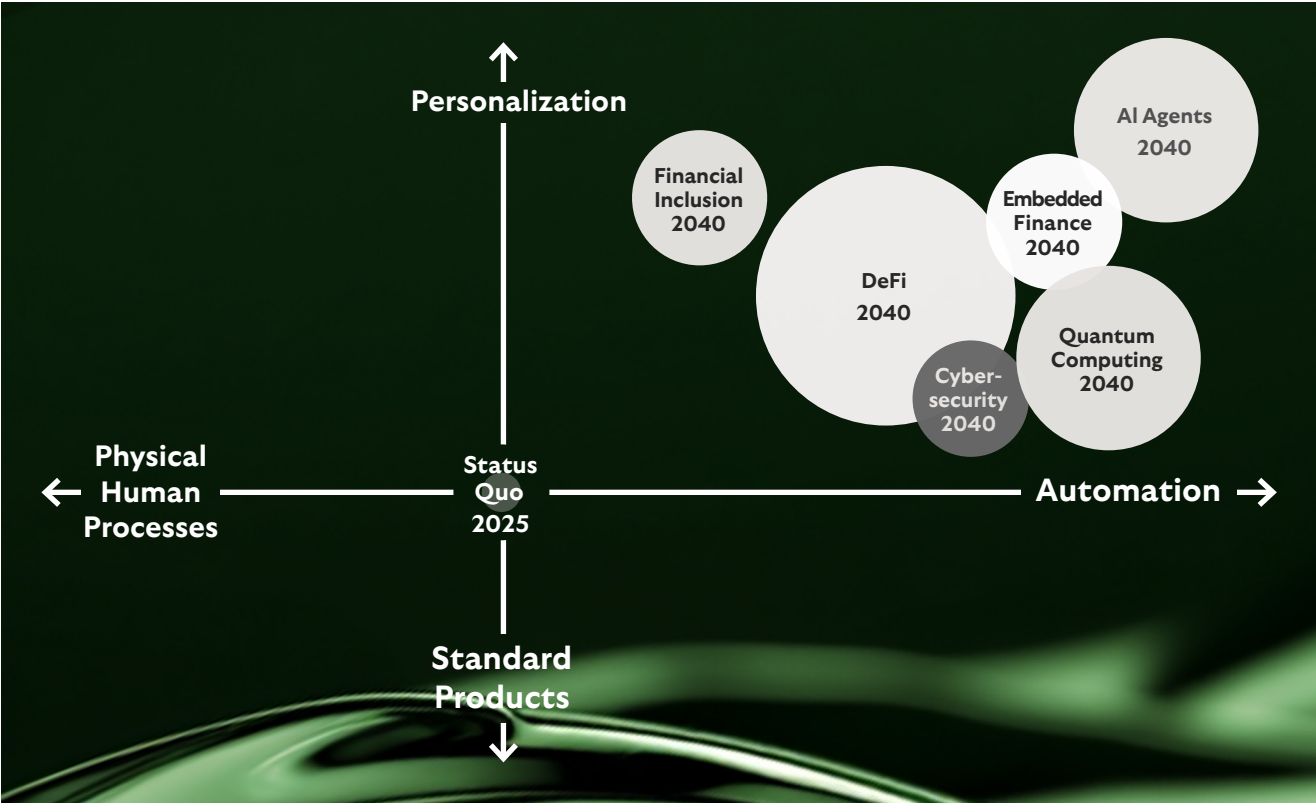 Personalization
AI Agents
2040
Financial
Inclusion
2040
Embedded
Finance
2040
DeFi
2040
Quantum
Computing
2040
Cyber-
security
2040
Physical
Human
Processes
Status
Quo
2025
Automation
Standard
Products